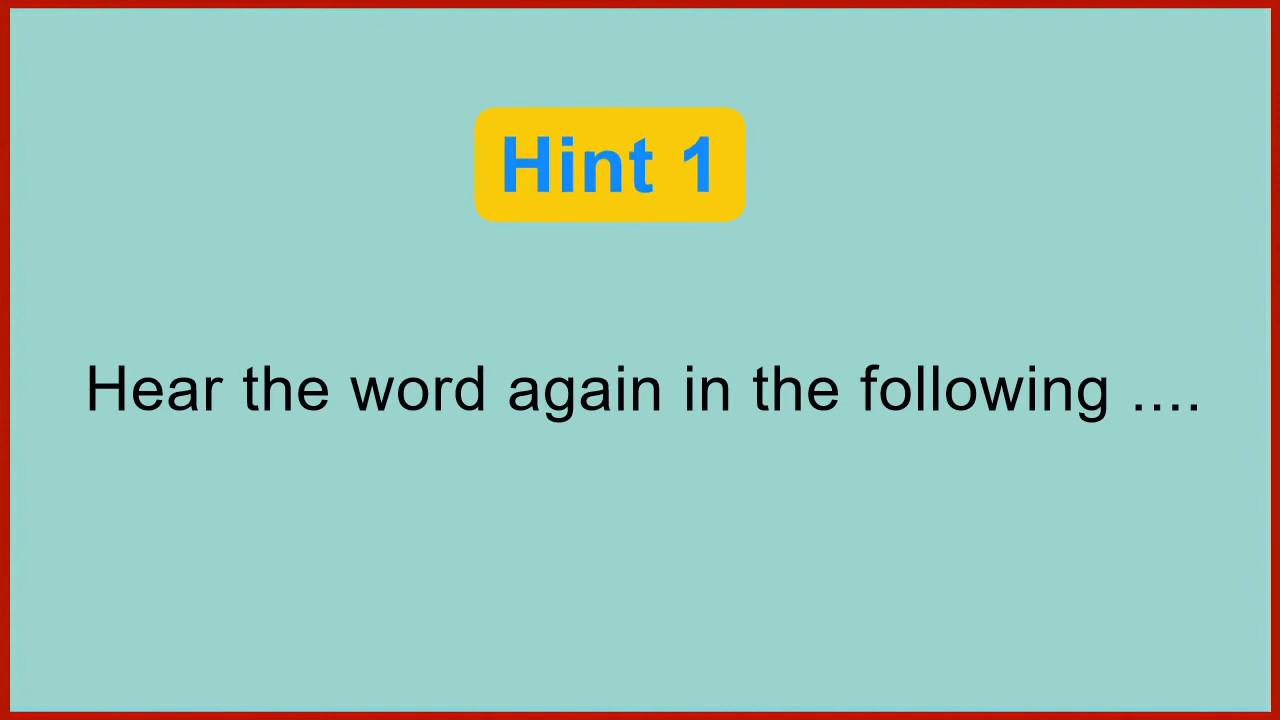 Hint 1
Hear the word again in the following ....